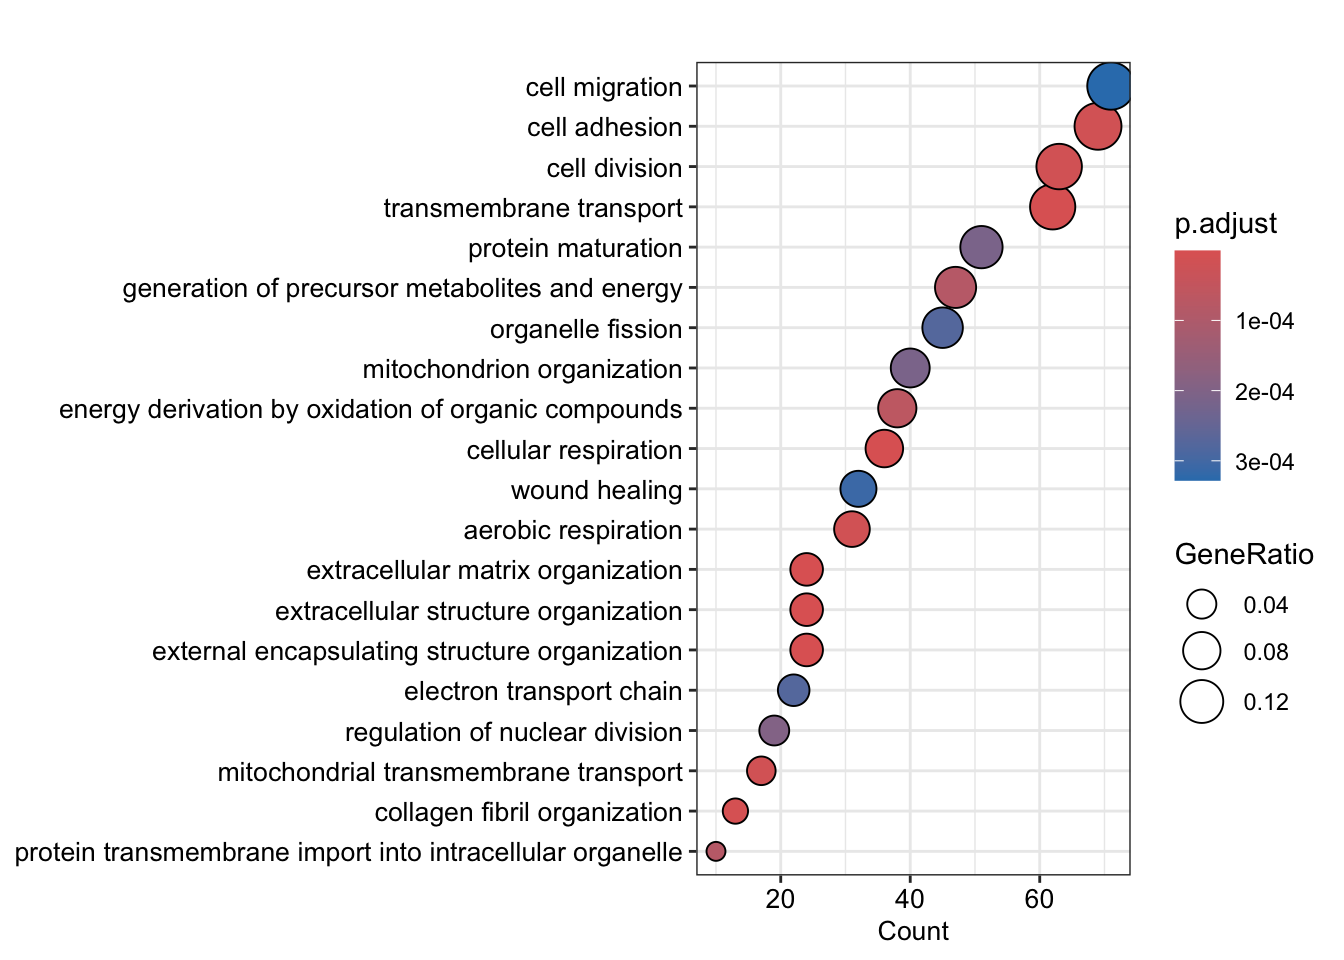 cell migration
cell adhesion
cell division
transmembrane transport
protein maturation
generation of precursor metabolites and energy
organelle fission
mitochondrion organization
energy derivation by oxidation of organic compounds
cellular respiration
wound healing
aerobic respiration
extracellular matrix organization
extracellular structure organization
external encapsulating structure organization
electron transport chain
regulation of nuclear division
mitochondrial transmembrane transport
collagen fibril organization
protein transmembrane import into intracellular organelle
20 40 60
Count
p.adjust
1e-04
2e-04
3e-04
GeneRatio
0.04
0.08
0.12